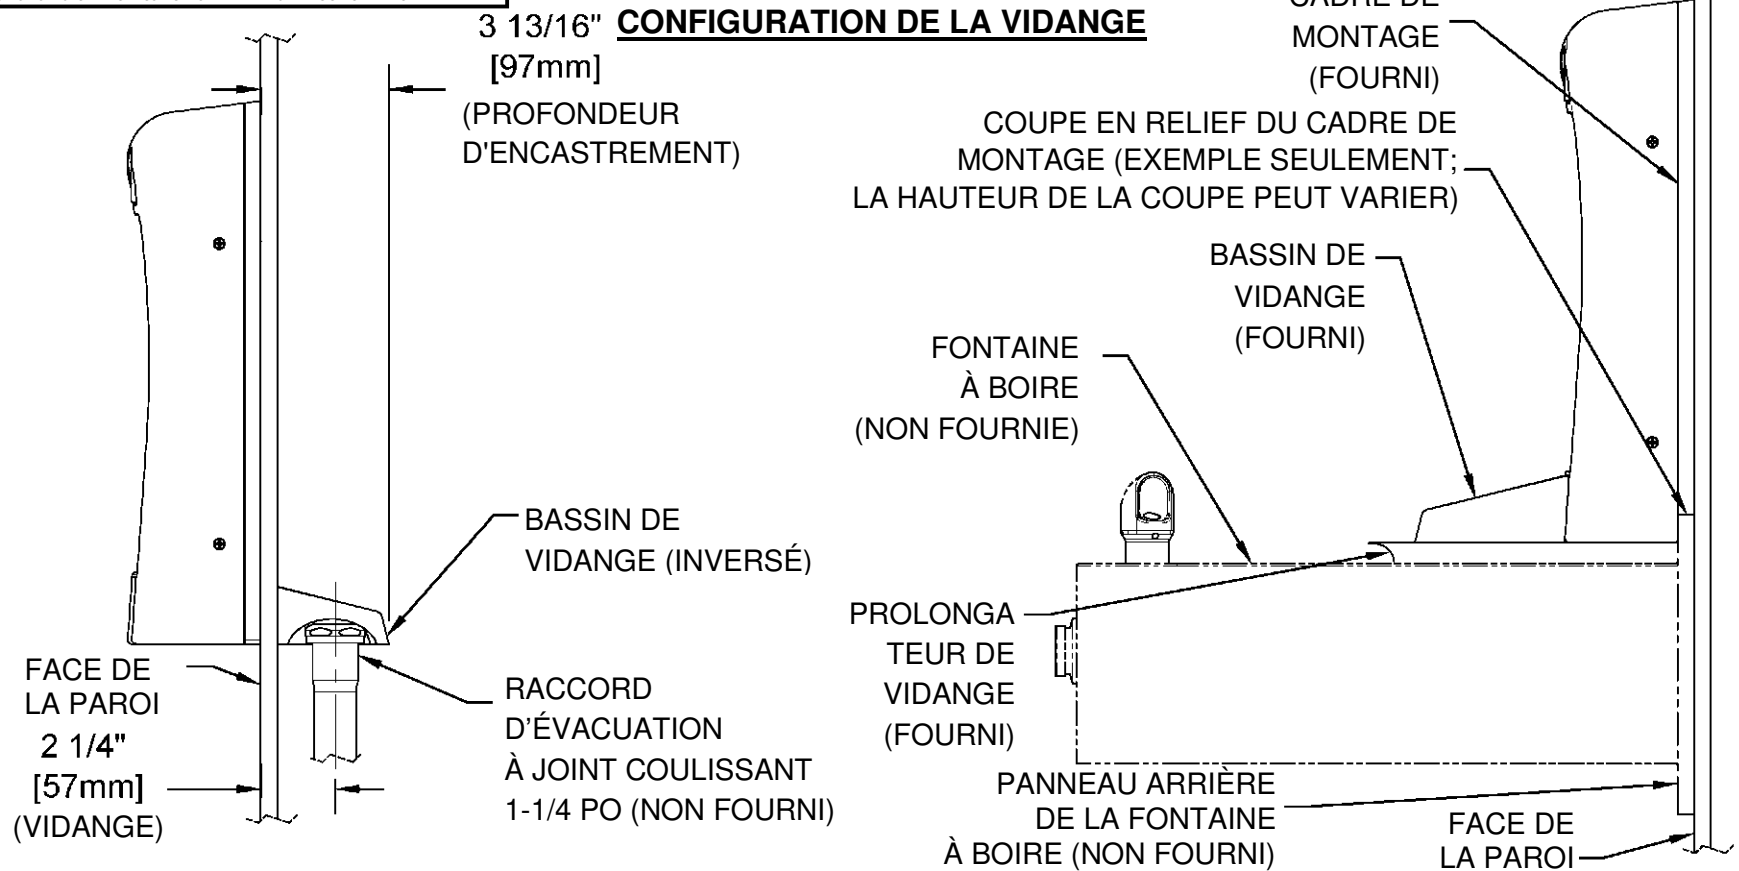 CONFIGURATION DE LA VIDANGE
3 13/16"
[97mm]
(PROFONDEUR
D'ENCASTREMENT)
BASSIN DE
VIDANGE (INVERSÉ)
FACE DE
LA PAROI
2 1/4"
[57mm]
(VIDANGE)
RACCORD
D'ÉVACUATION
À JOINT COULISSANT
1-1/4 PO (NON FOURNI)
CADRE DE
MONTAGE
(FOURNI)
COUPE EN RELIEF DU CADRE DE
MONTAGE (EXEMPLE SEULEMENT;
LA HAUTEUR DE LA COUPE PEUT VARIER)
BASSIN DE
VIDANGE
(FOURNI)
FONTAINE
À BOIRE
(NON FOURNIE)
PROLONGA
TEUR DE
VIDANGE
(FOURNI)
PANNEAU ARRIÈRE
DE LA FONTAINE
À BOIRE (NON FOURNI)
FACE DE
LA PAROI